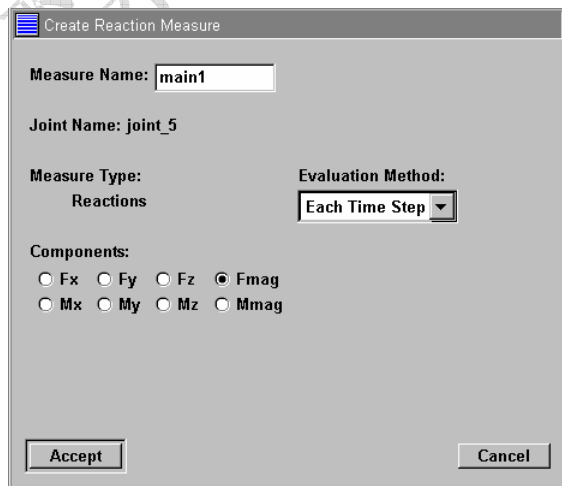 Create Reaction Measure
Measure Name: main1
Joint Name: joint_5
Measure Type:
Reactions
Evaluation Method:
Each Time Step
Components:
Fx Fy Fz Fmag
Mx My Mz Mmag
Accept Cancel